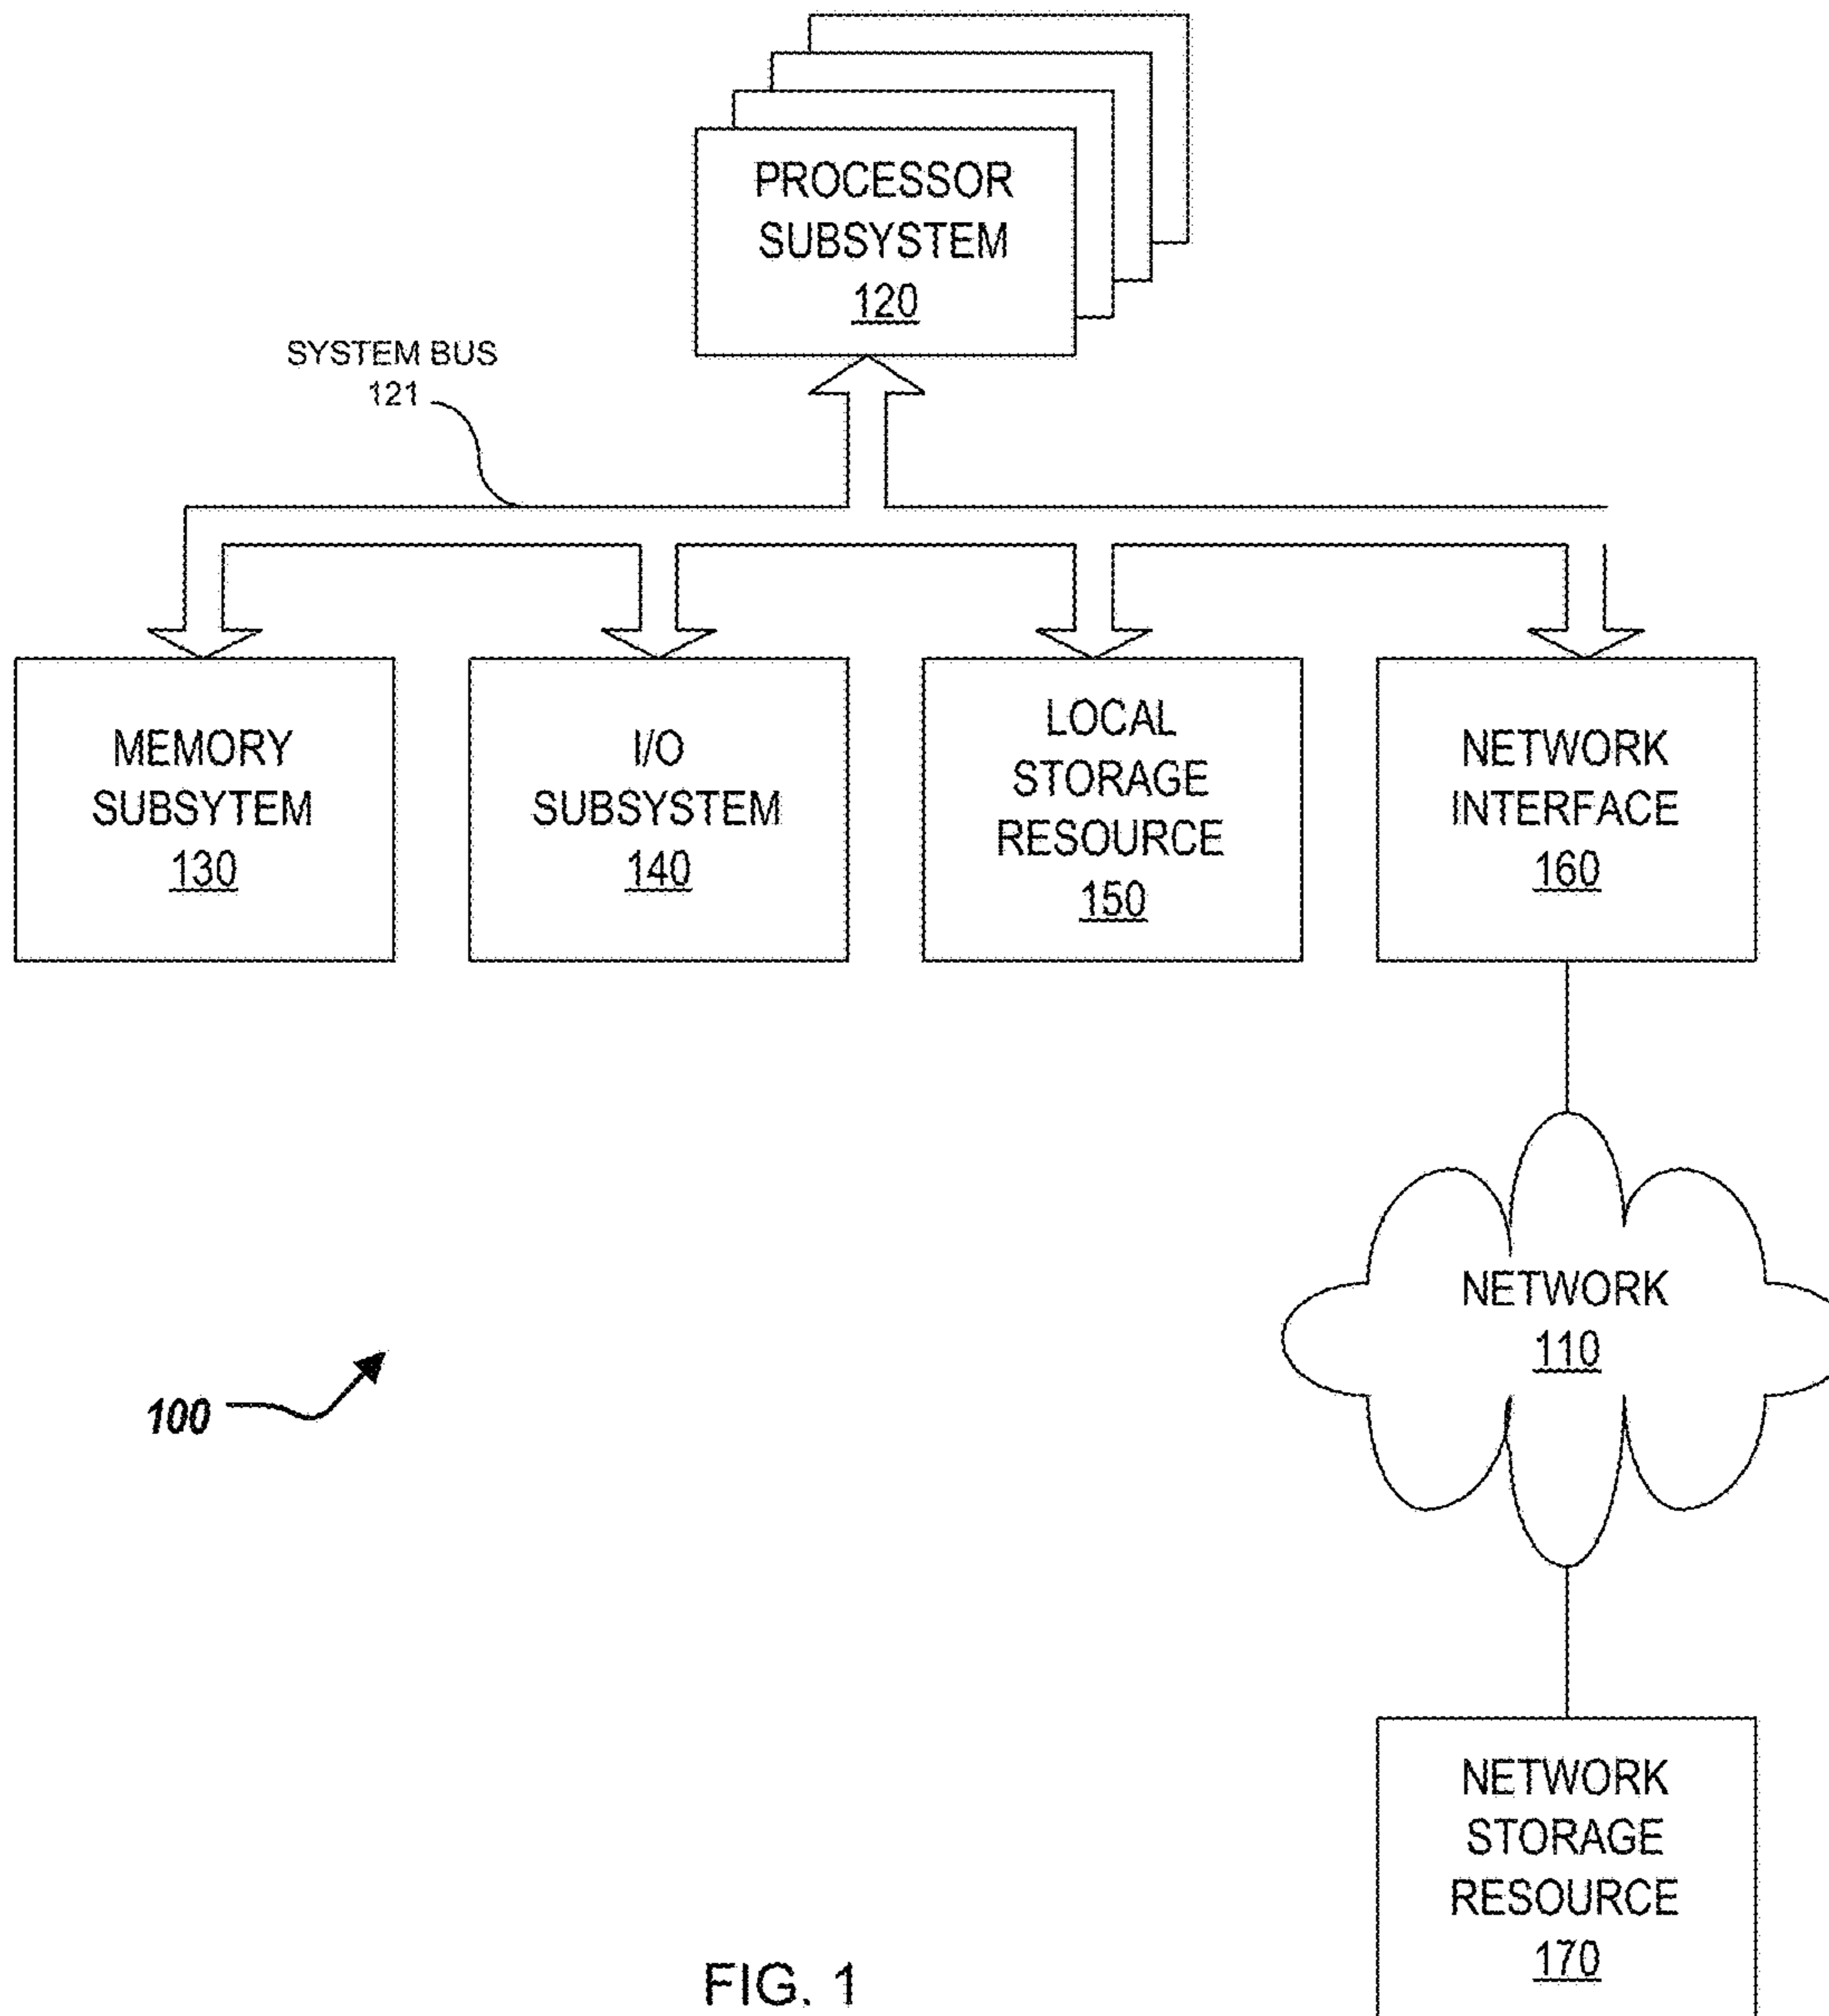 PROCESSOR
SUBSYSTEM
120
SYSTEM BUS
121
MEMORY
SUBSYTEM
130
I/O
SUBSYSTEM
140
LOCAL
STORAGE
RESOURCE
150
NETWORK
INTERFACE
160
NETWORK
110
100
NETWORK
STORAGE
RESOURCE
170
FIG. 1